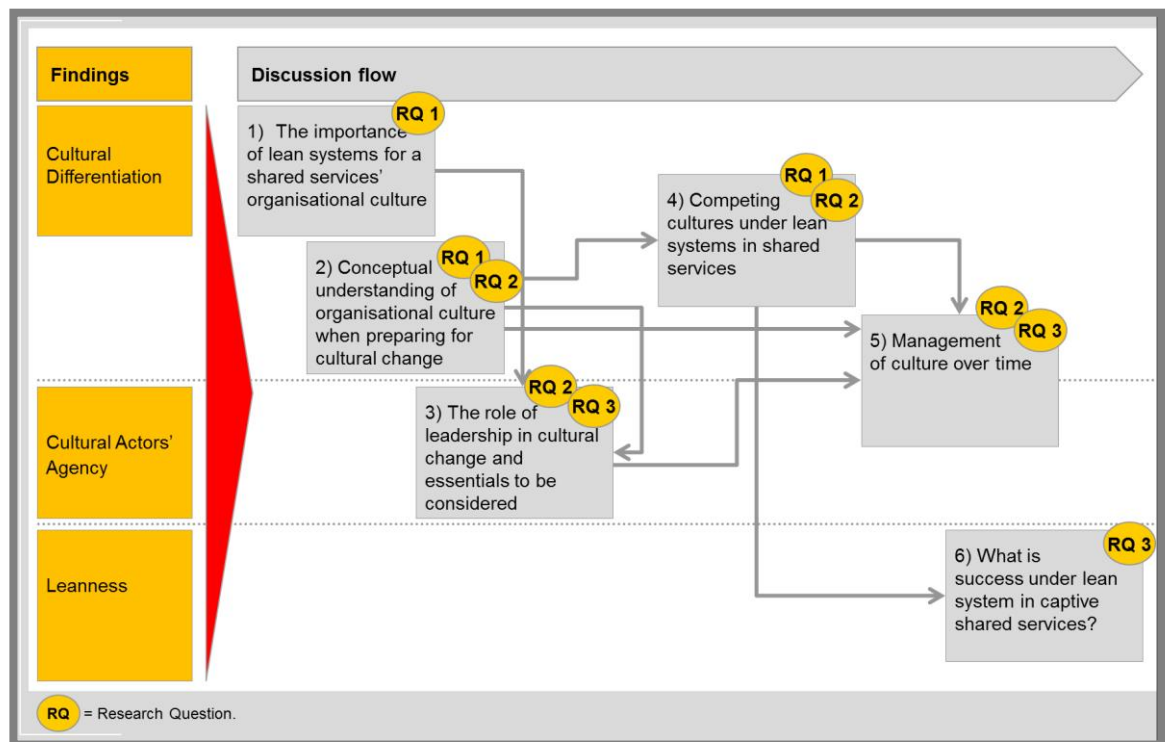 Findings
Discussion flow
Cultural
Differentiation
RQ 1
1) The importance
of lean systems for a
shared services’
organisational culture
RQ 1
RQ 2
4) Competing
cultures under lean
systems in shared
services
RQ 1
RQ 2
2) Conceptual
understanding of
organisational culture
when preparing for
cultural change
RQ 2
RQ 3
5) Management
of culture over time
Cultural Actors’
Agency
RQ 2
RQ 3
3) The role of
leadership in cultural
change and
essentials to be
considered
Leanness
RQ 3
6) What is
success under lean
system in captive
shared services?
RQ = Research Question.